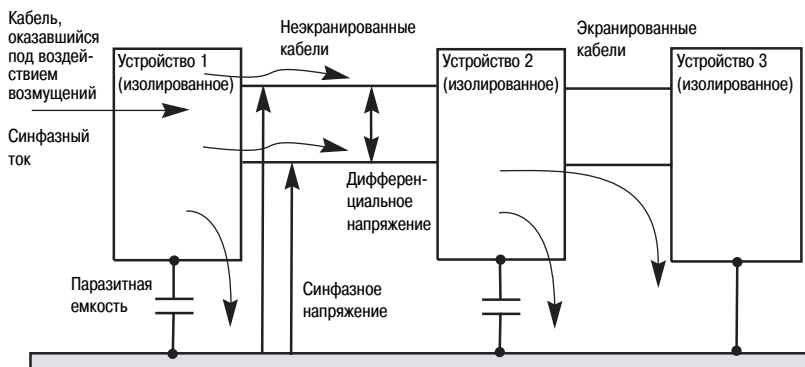 Кабель,
оказавшийся
под воздей-
ствием
возмущений
Синфазный
ток
Устройство 1
(изолированное)
Неэкранированные
кабели
Дифферен-
циальное
напряжение
Синфазное
напряжение
Паразитная
емкость
Устройство 2
(изолированное)
Экранированные
кабели
Устройство 3
(изолированное)